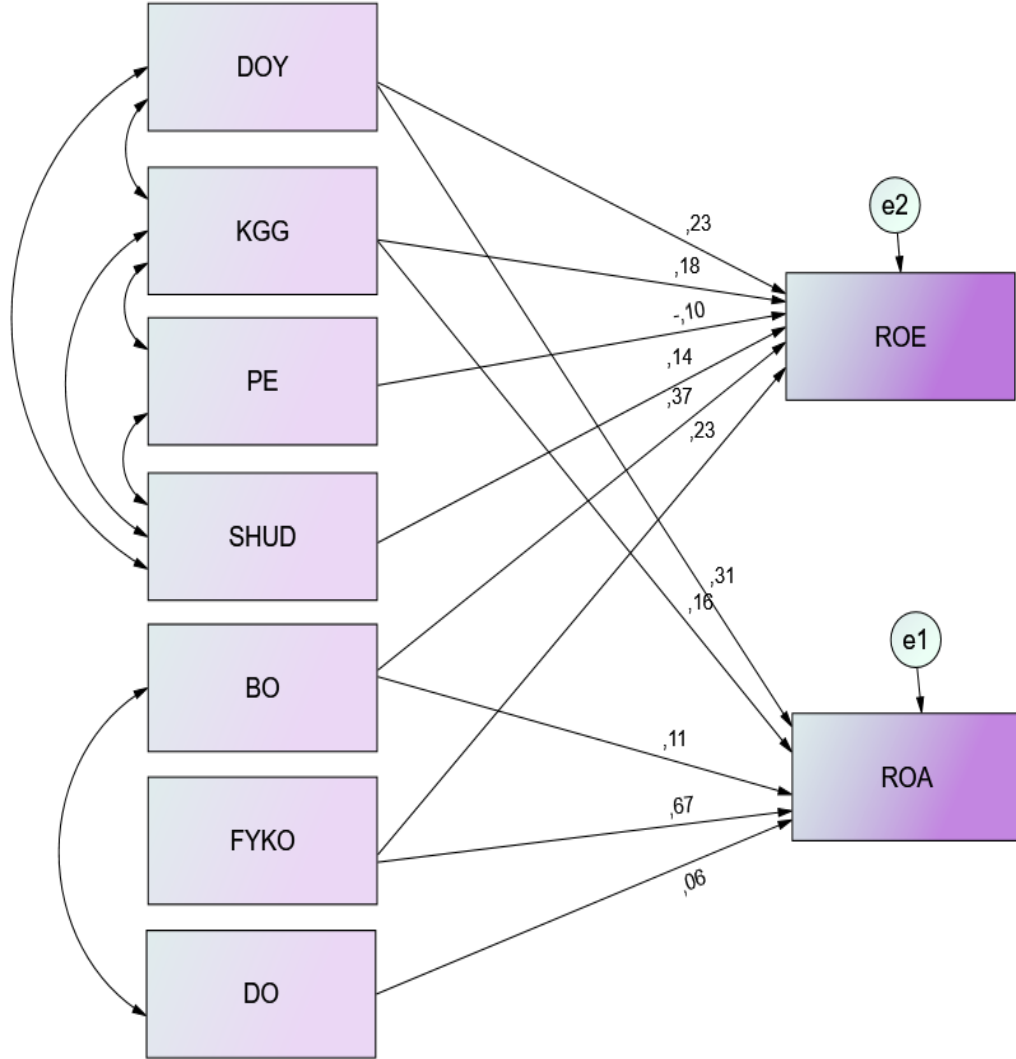 DOY
KGG
PE
SHUD
BO
FYKO
DO
,23
,18
-,10
,14
,37
,23
,31
,16
,11
,67
,06
e2
ROE
e1
ROA